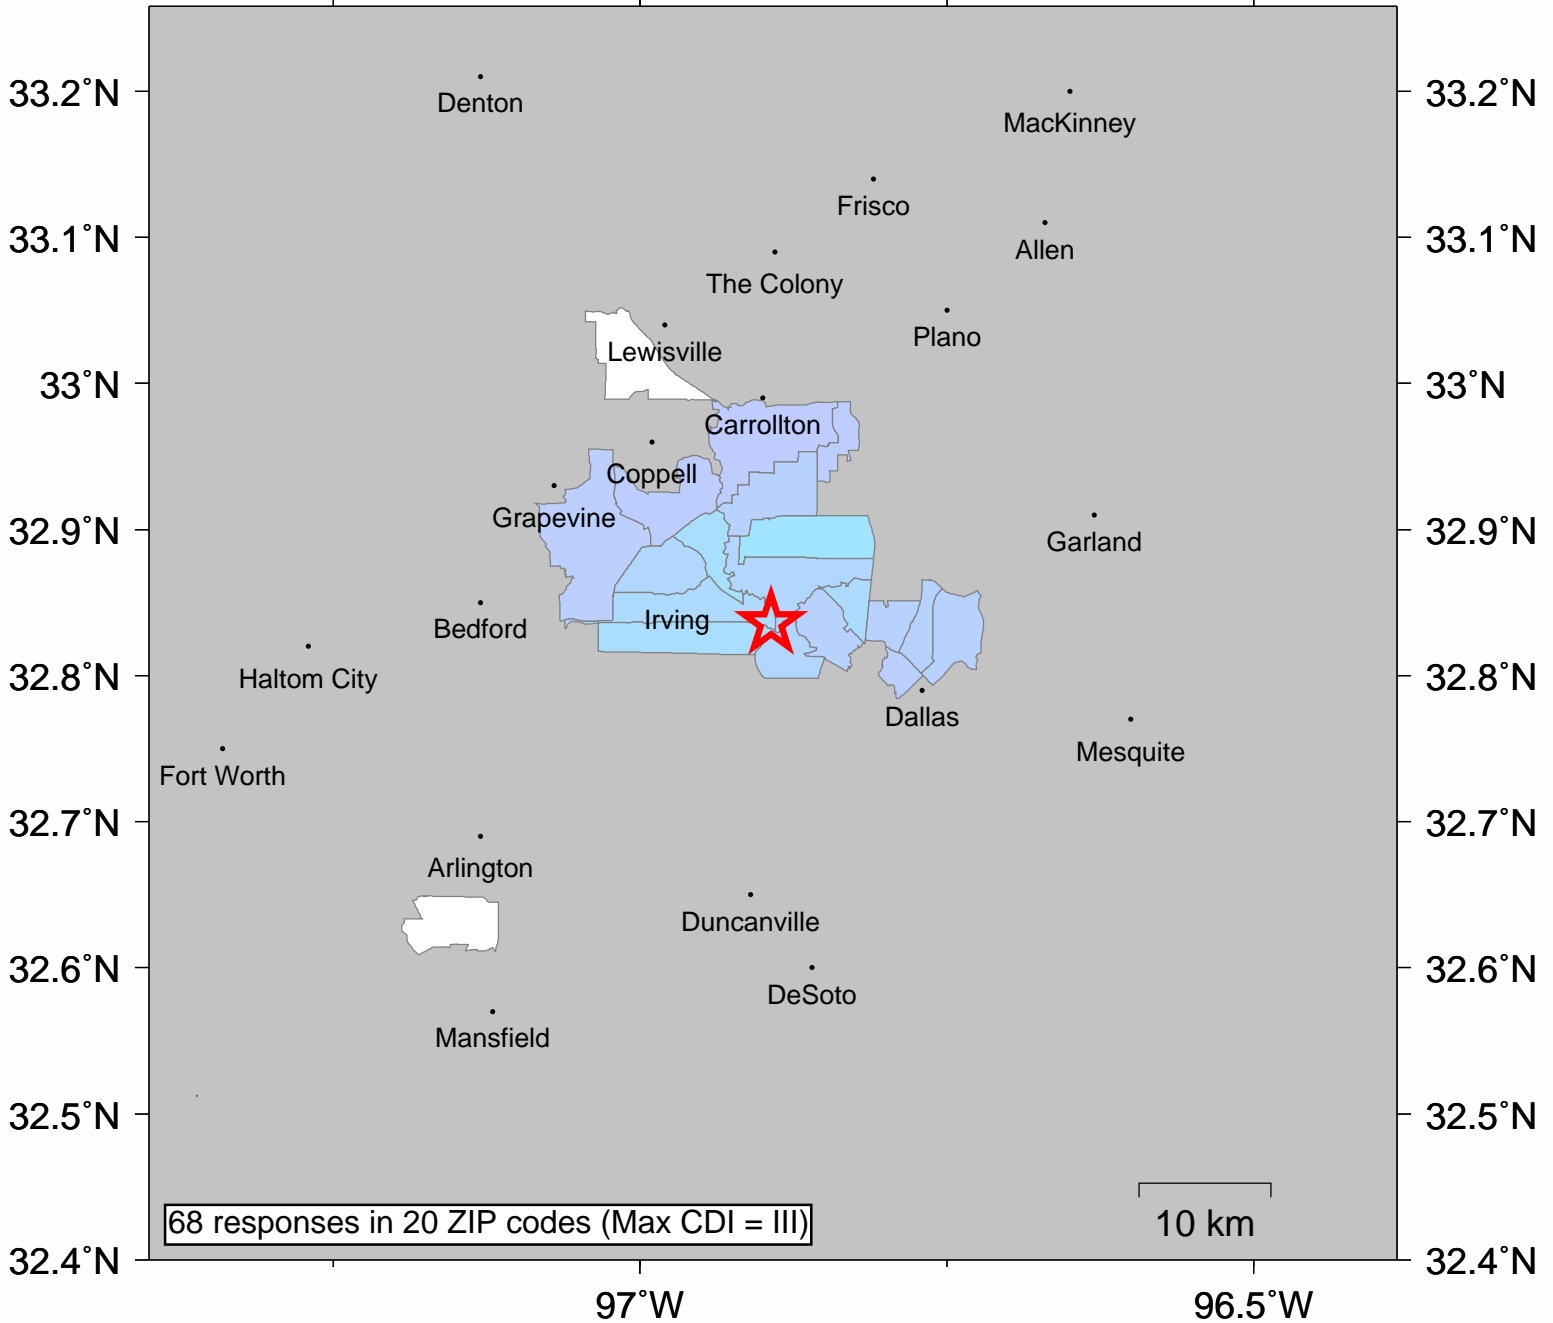 33.2°N
33.2°N
Denton
MacKinney
Frisco
33.1°N
Allen
33.1°N
The Colony
Plano
Lewisville
33°N
33°N
Carrollton
Coppell
Grapevine
32.9°N
Garland
32.9°N
Irving
Bedford
32.8°N
Haltom City
32.8°N
Dallas
Mesquite
Fort Worth
32.7°N
32.7°N
Arlington
Duncanville
32.6°N
32.6°N
DeSoto
Mansfield
32.5°N
32.5°N
68 responses in 20 ZIP codes (Max CDI = III)
10 km
32.4°N
32.4°N
97°W
96.5°W